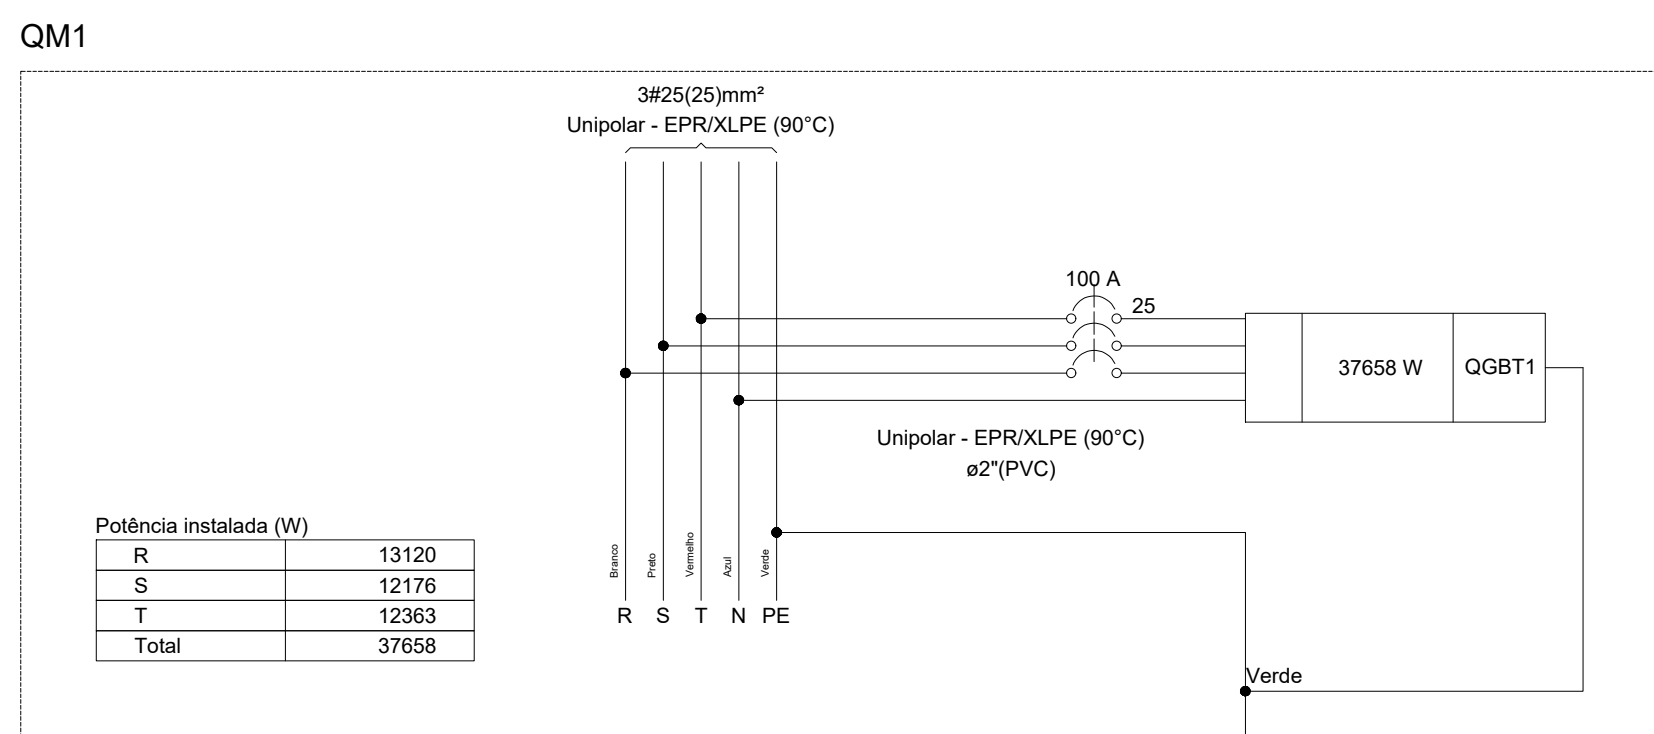 QM1
3#25(25)mm²
Unipolar - EPR/XLPE (90°C)
100 A
25
37658 W
QGBT1
Unipolar - EPR/XLPE (90°C)
ø2"(PVC)
Potência instalada (W)
R 13120
S 12176
T 12363
Total 37658
Branco
Preto
Vermelho
Azul
Verde
R S T N PE
Verde